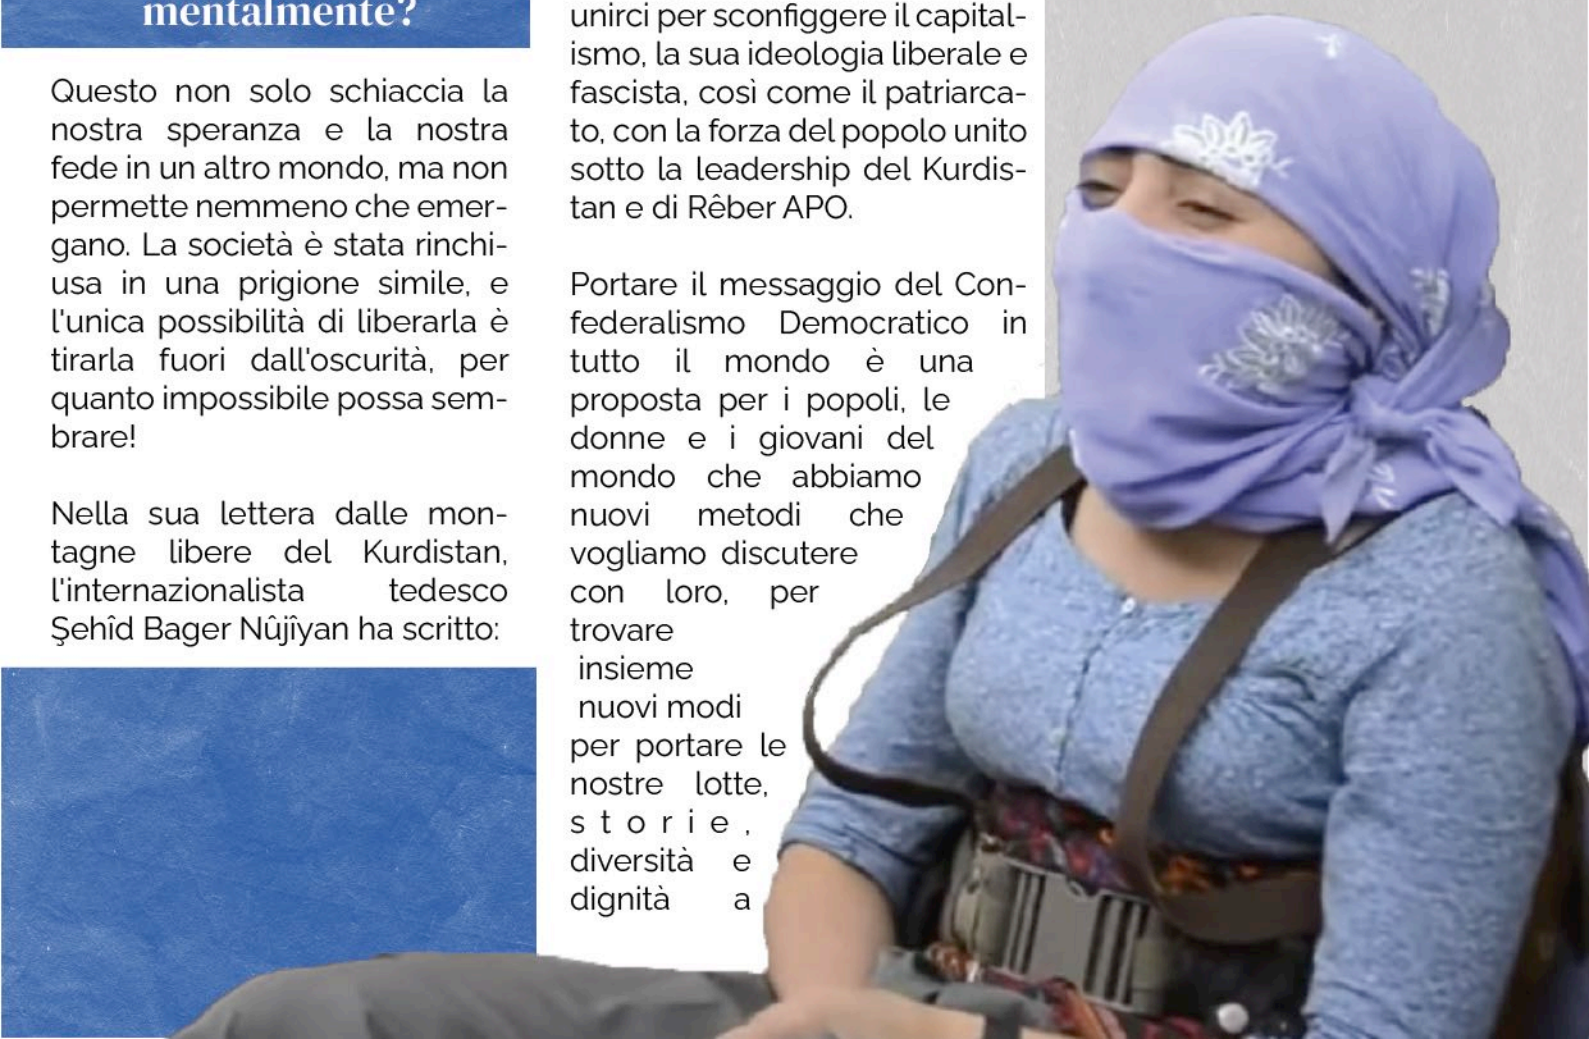 mentalmente?
Questo non solo schiaccia la
nostra speranza e la nostra
fede in un altro mondo, ma non
permette nemmeno che emer-
gano. La società è stata rinchi-
usa in una prigione simile, e
l'unica possibilità di liberarla è
tirarla fuori dall'oscurità, per
quanto impossibile possa sem-
brare!
Nella sua lettera dalle mon-
tagne libere del Kurdistan,
l'internazionalista tedesco
Şehîd Bager Nûjîyan ha scritto:
unirci per sconfiggere il capital-
ismo, la sua ideologia liberale e
fascista, così come il patriarca-
to, con la forza del popolo unito
sotto la leadership del Kurdis-
tan e di Rêber APO.
Portare il messaggio del Con-
federalismo Democratico in
tutto il mondo è una
proposta per i popoli, le
donne e i giovani del
mondo che abbiamo
nuovi metodi che
vogliamo discutere
con loro, per
trovare
insieme
nuovi modi
per portare le
nostre lotte,
storie,
diversità e
dignità a